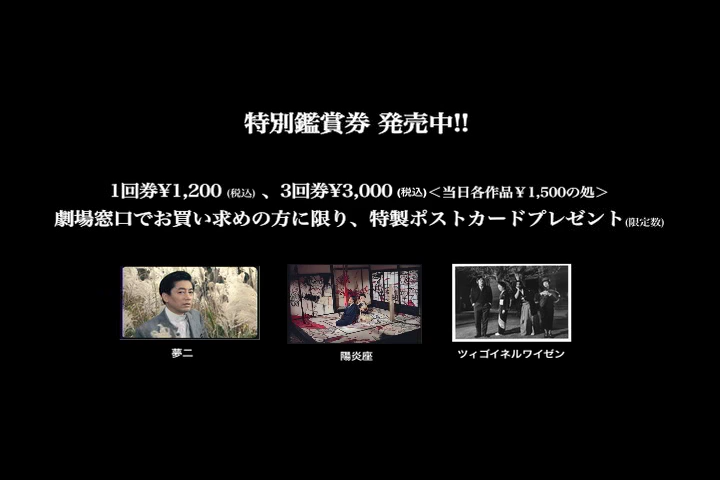 特別鑑賞券 発売中!!
1回券¥1,200 (税込) 、3回券¥3,000 (税込)<当日各作品¥1,500の処>
劇場窓口でお買い求めの方に限り、特製ポストカードプレゼント(限定数)
夢二
陽炎座
ツィゴイネルワイゼン